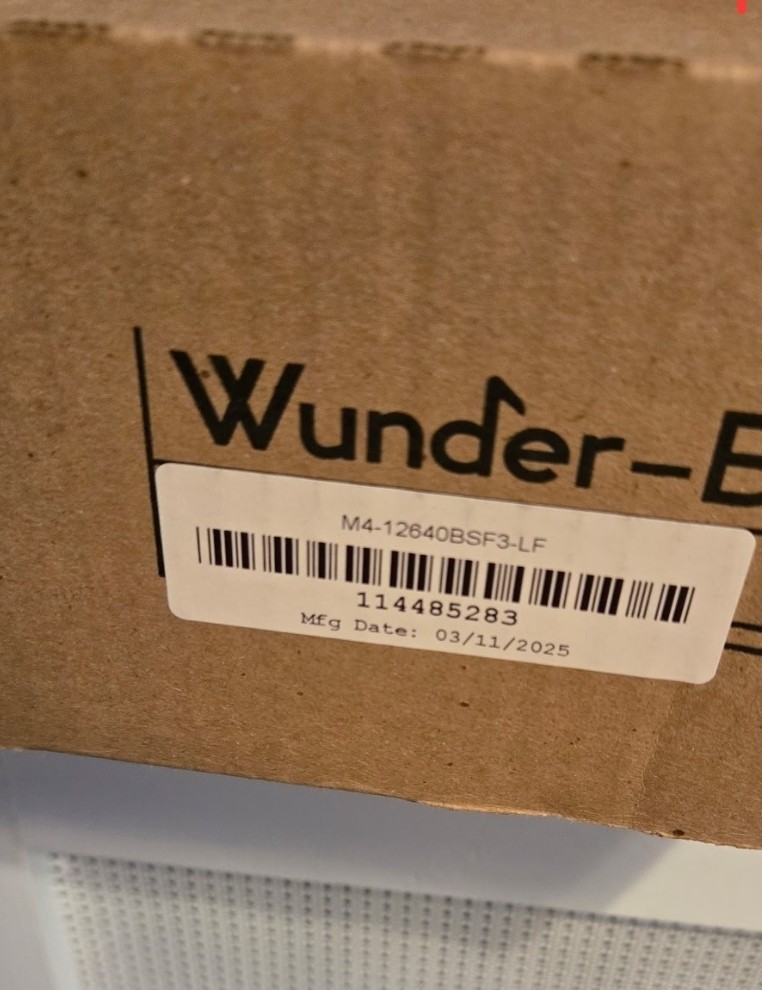 Wunder-B
M4-12640BSF3-LF
114485283
Mfg Date: 03/11/2025